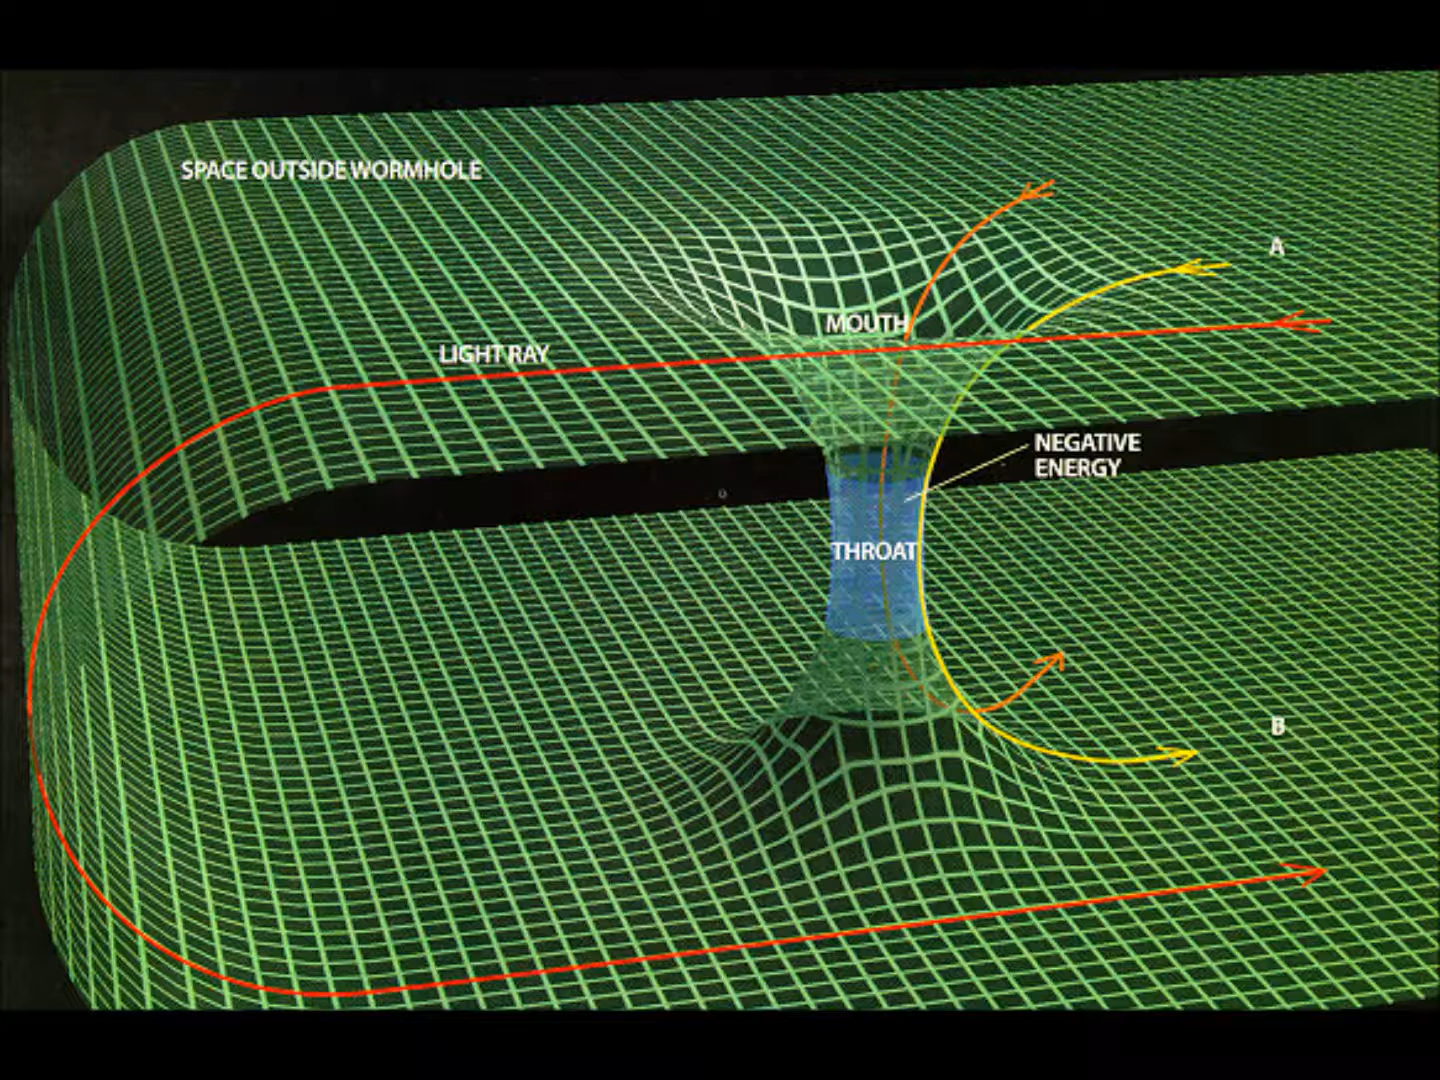 SPACE OUTSIDE WORMHOLE
A
MOUTH
LIGHT RAY
NEGATIVE
ENERGY
THROAT
B